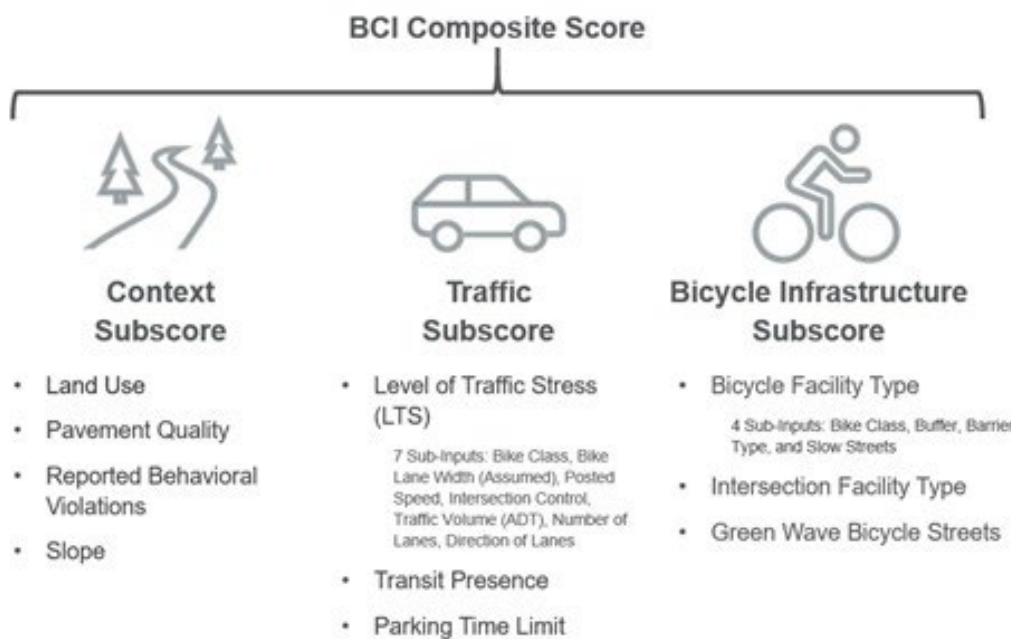 BCI Composite Score
Context
Subscore
• Land Use
• Pavement Quality
• Reported Behavioral
Violations
• Slope
Traffic
Subscore
• Level of Traffic Stress
(LTS)
7 Sub-Inputs: Bike Class, Bike
Lane Width (Assumed), Posted
Speed, Intersection Control,
Traffic Volume (ADT), Number of
Lanes, Direction of Lanes
• Transit Presence
• Parking Time Limit
Bicycle Infrastructure
Subscore
• Bicycle Facility Type
4 Sub-Inputs: Bike Class, Buffer, Barrier
Type, and Slow Streets
• Intersection Facility Type
• Green Wave Bicycle Streets